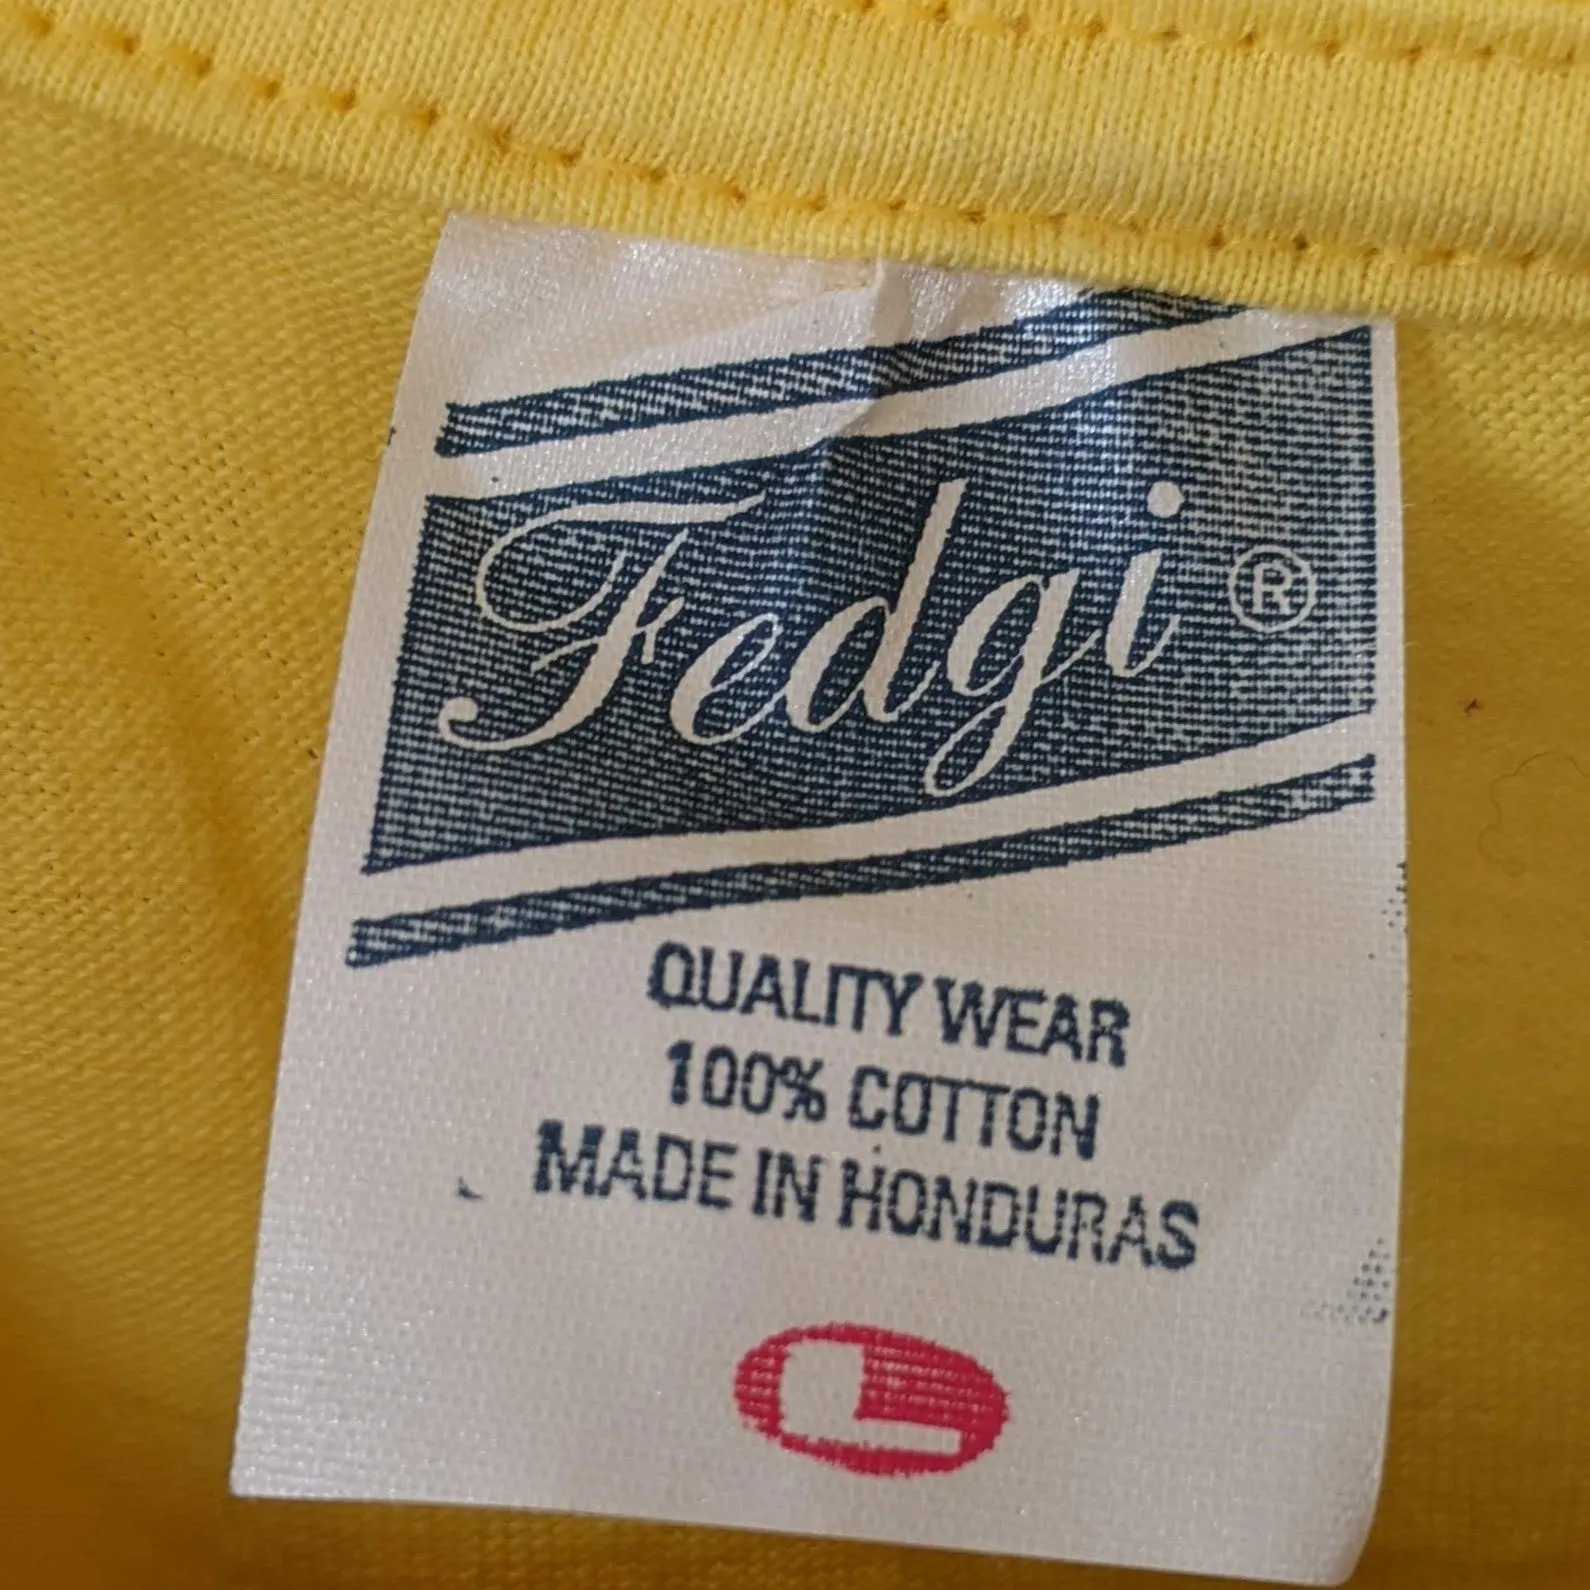 Fedgi ®
QUALITY WEAR
100% COTTON
MADE IN HONDURAS
L